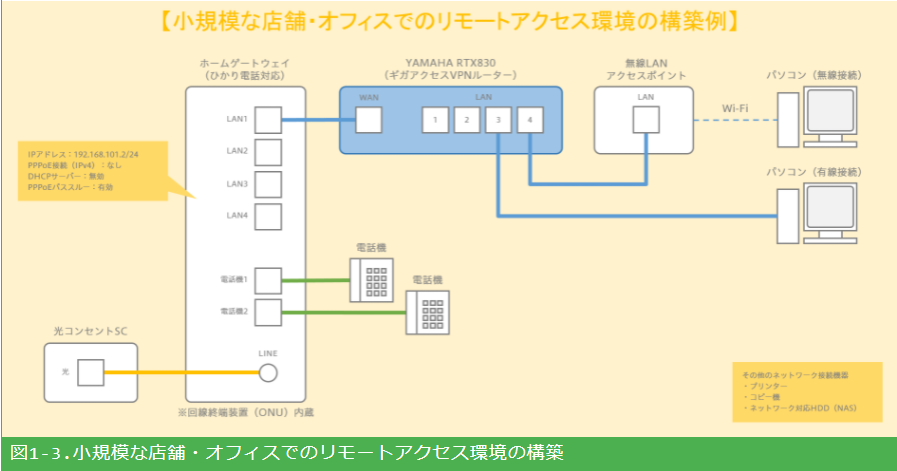 【小規模な店舗・オフィスでのリモートアクセス環境の構築例】
ホームゲートウェイ
（ひかり電話対応）
YAMAHA RTX830
（ギガアクセスVPNルーター）
無線LAN
アクセスポイント
パソコン（無線接続）
WAN
LAN
LAN
LAN1
1
2
3
4
Wi-Fi
LAN2
IPアドレス：192.168.101.2/24
PPPoE接続（IPv4）：なし
DHCPサーバー：無効
PPPoEパススルー：有効
LAN3
パソコン（有線接続）
LAN4
電話機
電話機1
電話機
電話機2
光コンセントSC
LINE
光
その他のネットワーク接続機器
・プリンター
・コピー機
・ネットワーク対応HDD（NAS）
※回線終端装置（ONU）内蔵
図1-3.小規模な店舗・オフィスでのリモートアクセス環境の構築